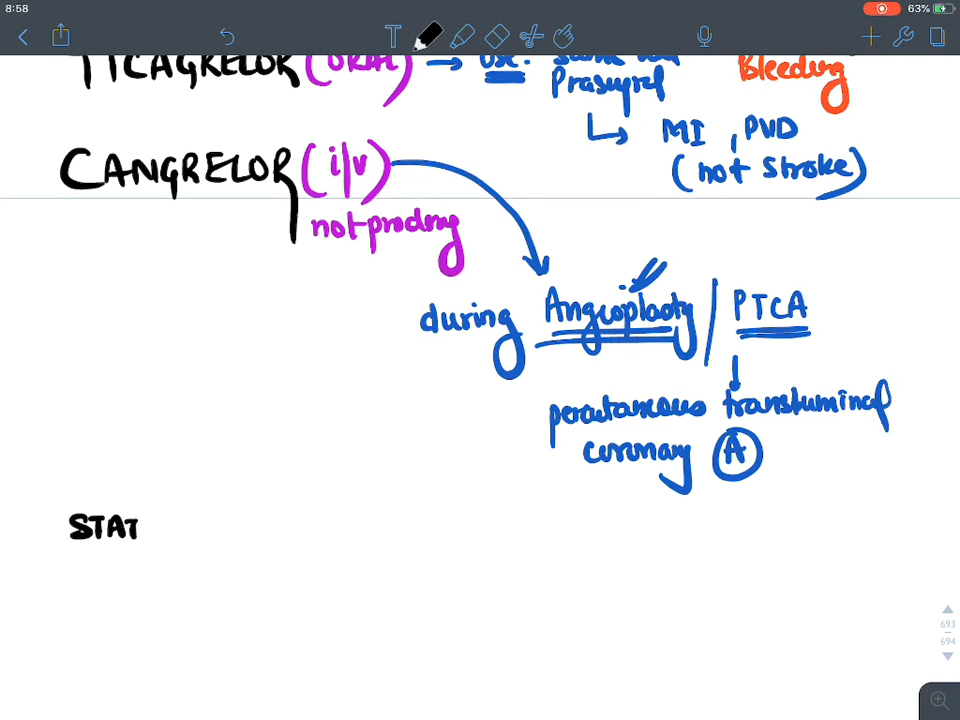 8:58
63%
T
TICAGRELOR (ORAL) → Use:
Prasugrel
Bleeding
MI, PVD
(not stroke)
CANGRELOR (i/v)
not prodrug
during Angioplasty / PTCA
percutaneous transluminal
coronary A
STAT
693
694